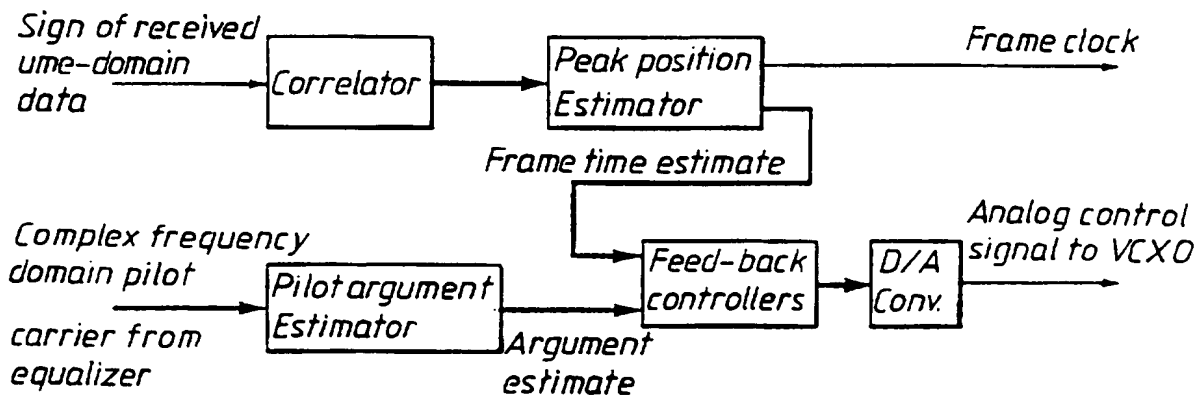 Sign of received
ume-domain
data
Correlator
Peak position
Estimator
Frame clock
Frame time estimate
Complex frequency
domain pilot
carrier from
equalizer
Pilot argument
Estimator
Argument
estimate
Feed-back
controllers
D/A
Conv.
Analog control
signal to VCXO